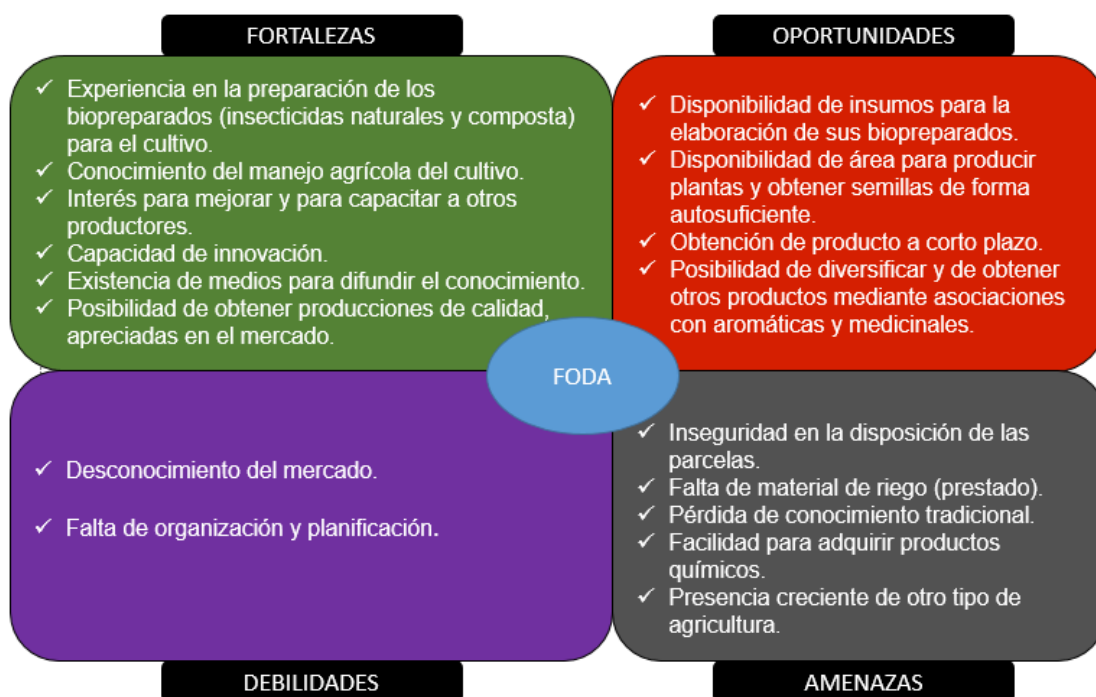 FORTALEZAS
✓ Experiencia en la preparación de los
biopreparados (insecticidas naturales y composta)
para el cultivo.
✓ Conocimiento del manejo agrícola del cultivo.
✓ Interés para mejorar y para capacitar a otros
productores.
✓ Capacidad de innovación.
✓ Existencia de medios para difundir el conocimiento.
✓ Posibilidad de obtener producciones de calidad,
apreciadas en el mercado.
OPORTUNIDADES
✓ Disponibilidad de insumos para la
elaboración de sus biopreparados.
✓ Disponibilidad de área para producir
plantas y obtener semillas de forma
autosuficiente.
✓ Obtención de producto a corto plazo.
✓ Posibilidad de diversificar y de obtener
otros productos mediante asociaciones
con aromáticas y medicinales.
FODA
✓ Desconocimiento del mercado.
✓ Falta de organización y planificación.
DEBILIDADES
✓ Inseguridad en la disposición de las
parcelas.
✓ Falta de material de riego (prestado).
✓ Pérdida de conocimiento tradicional.
✓ Facilidad para adquirir productos
químicos.
✓ Presencia creciente de otro tipo de
agricultura.
AMENAZAS